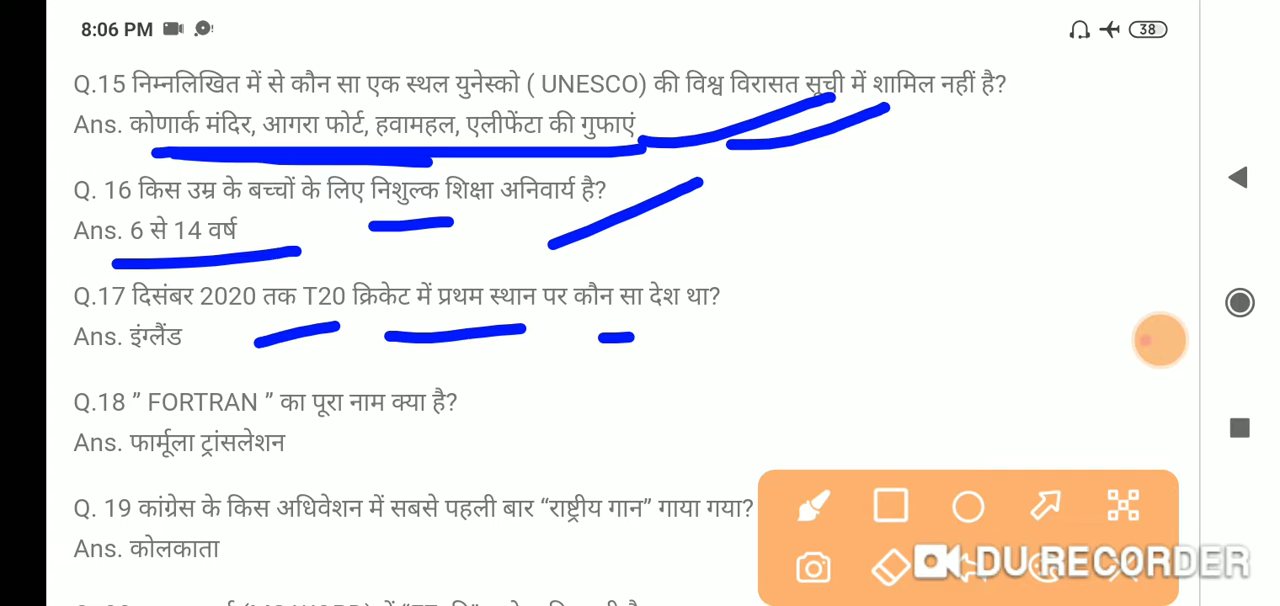 8:06 PM
38
Q.15 निम्नलिखित में से कौन सा एक स्थल युनेस्को ( UNESCO) की विश्व विरासत सूची में शामिल नहीं है?
Ans. कोणार्क मंदिर, आगरा फोर्ट, हवामहल, एलीफेंटा की गुफाएं
Q. 16 किस उम्र के बच्चों के लिए निशुल्क शिक्षा अनिवार्य है?
Ans. 6 से 14 वर्ष
Q.17 दिसंबर 2020 तक T20 क्रिकेट में प्रथम स्थान पर कौन सा देश था?
Ans. इंग्लैंड
Q.18 ” FORTRAN ” का पूरा नाम क्या है?
Ans. फार्मूला ट्रांसलेशन
Q. 19 कांग्रेस के किस अधिवेशन में सबसे पहली बार “राष्ट्रीय गान” गाया गया?
Ans. कोलकाता
DU RECORDER